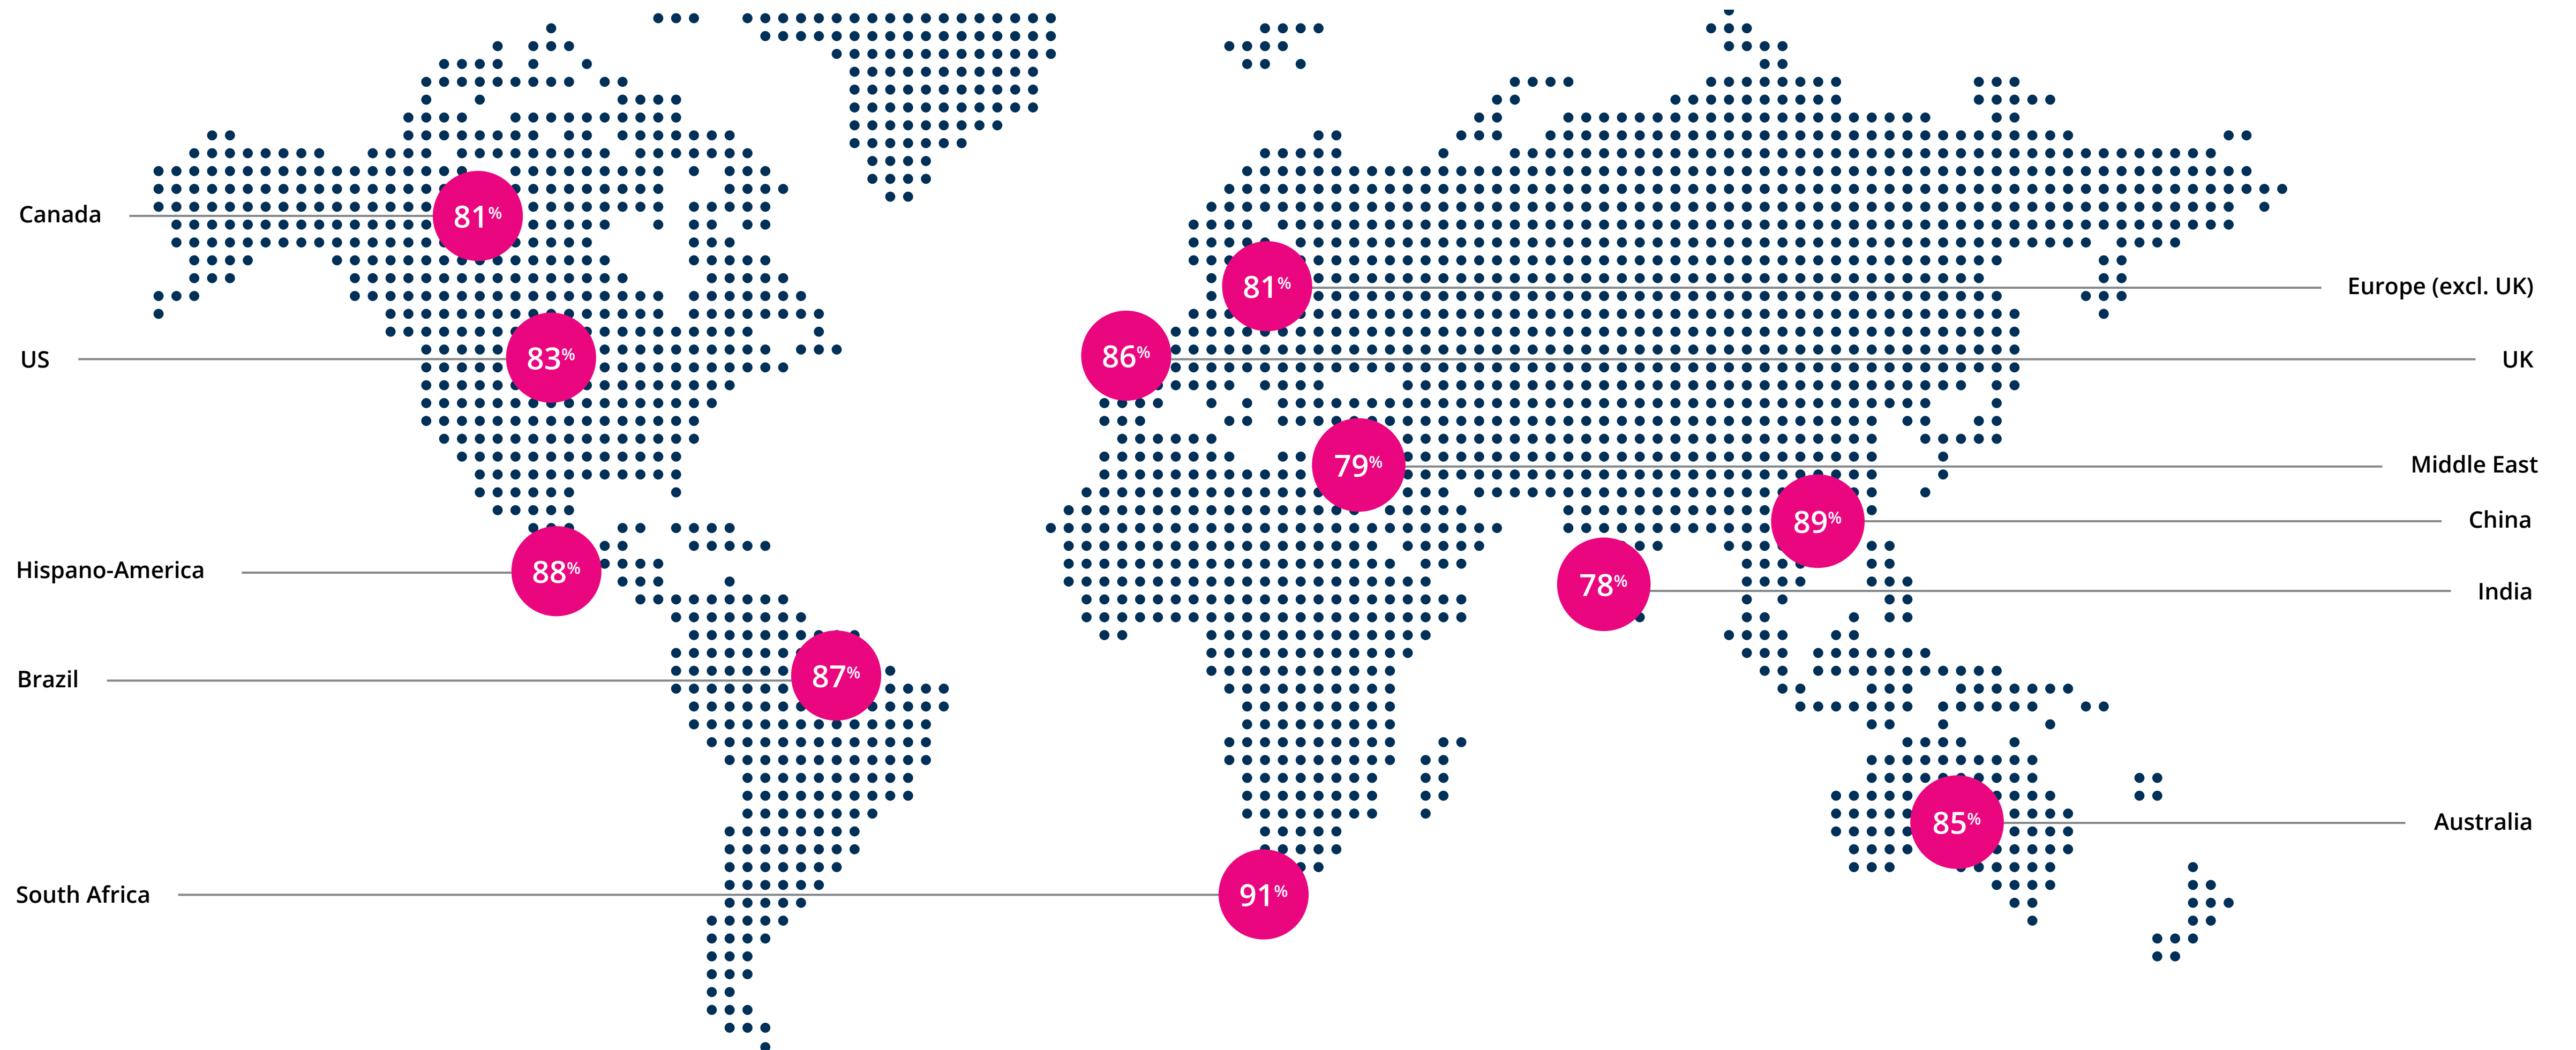 Canada 81%
Europe (excl. UK) 81%
US 83%
UK 86%
Middle East 79%
China 89%
Hispano-America 88%
India 78%
Brazil 87%
Australia 85%
South Africa 91%